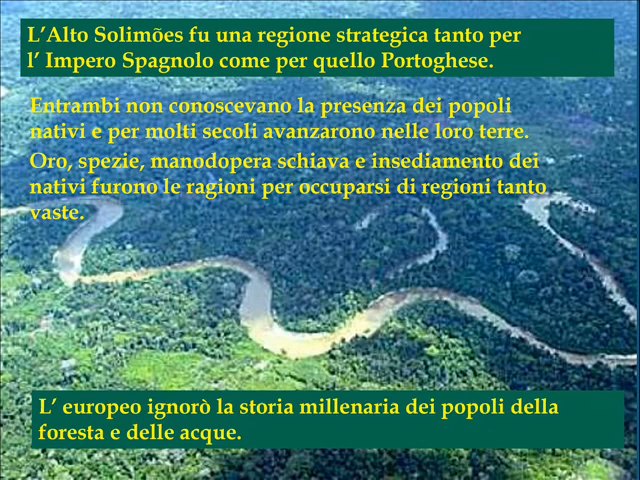 L’Alto Solimões fu una regione strategica tanto per
l’ Impero Spagnolo come per quello Portoghese.
Entrambi non conoscevano la presenza dei popoli
nativi e per molti secoli avanzarono nelle loro terre.
Oro, spezie, manodopera schiava e insediamento dei
nativi furono le ragioni per occuparsi di regioni tanto
vaste.
L’ europeo ignorò la storia millenaria dei popoli della
foresta e delle acque.